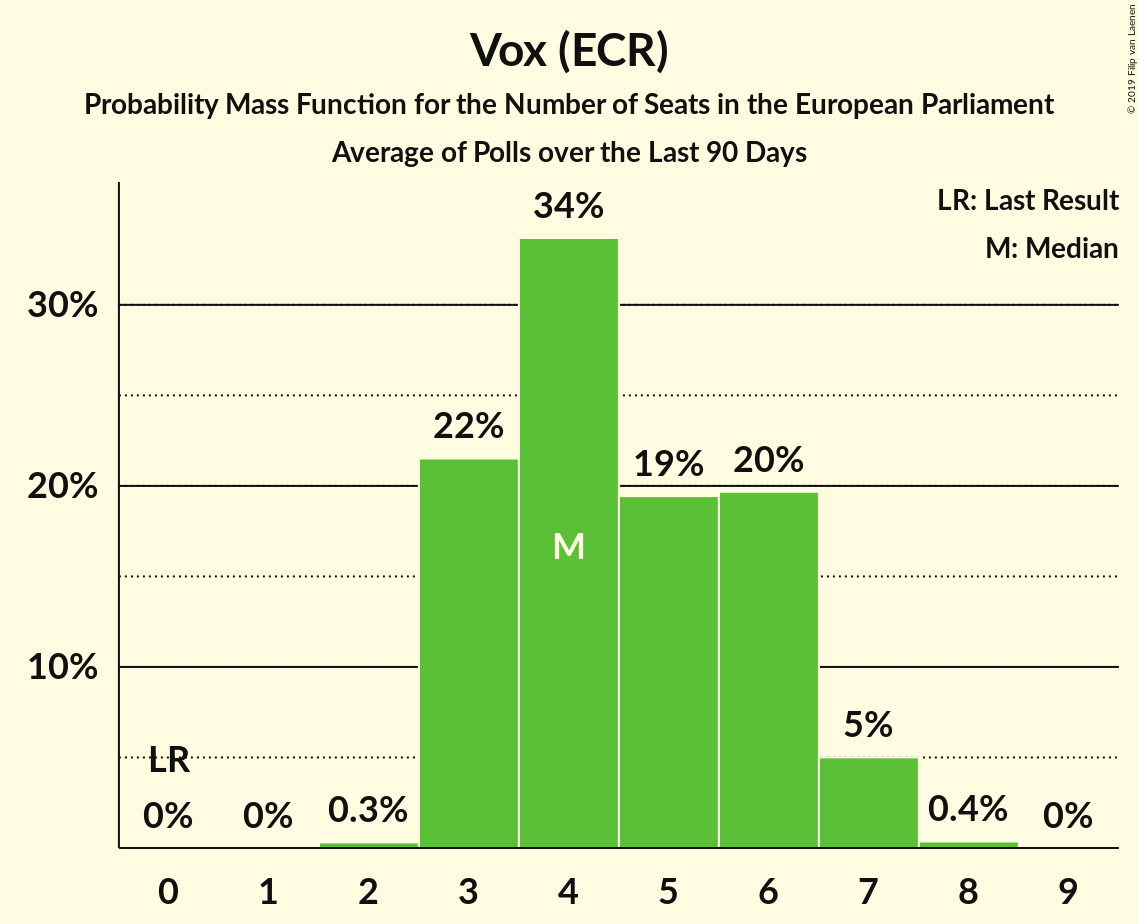 Vox (ECR)
Probability Mass Function for the Number of Seats in the European Parliament
Average of Polls over the Last 90 Days
© 2019 Filip van Laenen
LR: Last Result
M: Median
34%
30%
22%
19%
20%
20%
M
10%
5%
LR
0%
0%
0.3%
0.4%
0%
0 1 2 3 4 5 6 7 8 9